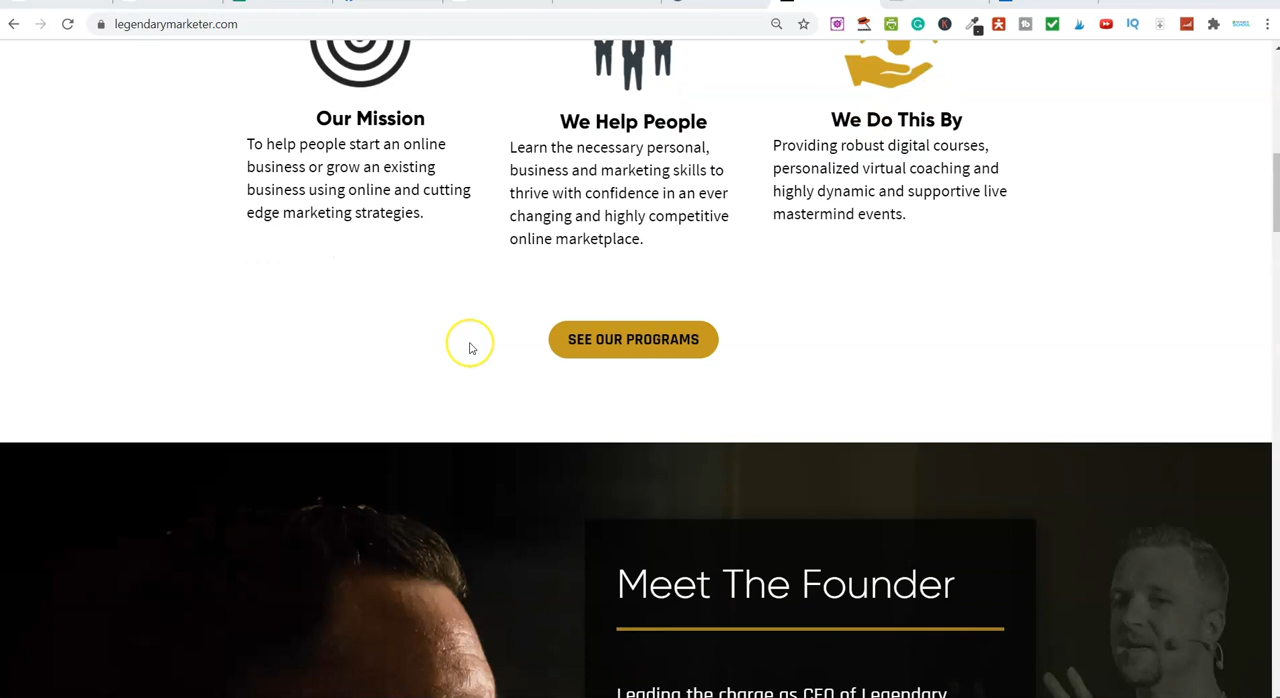 legendarymarketer.com
Our Mission
To help people start an online
business or grow an existing
business using online and cutting
edge marketing strategies.
We Help People
Learn the necessary personal,
business and marketing skills to
thrive with confidence in an ever
changing and highly competitive
online marketplace.
We Do This By
Providing robust digital courses,
personalized virtual coaching and
highly dynamic and supportive live
mastermind events.
SEE OUR PROGRAMS
Meet The Founder
Leading the charge as CEO of Legendary